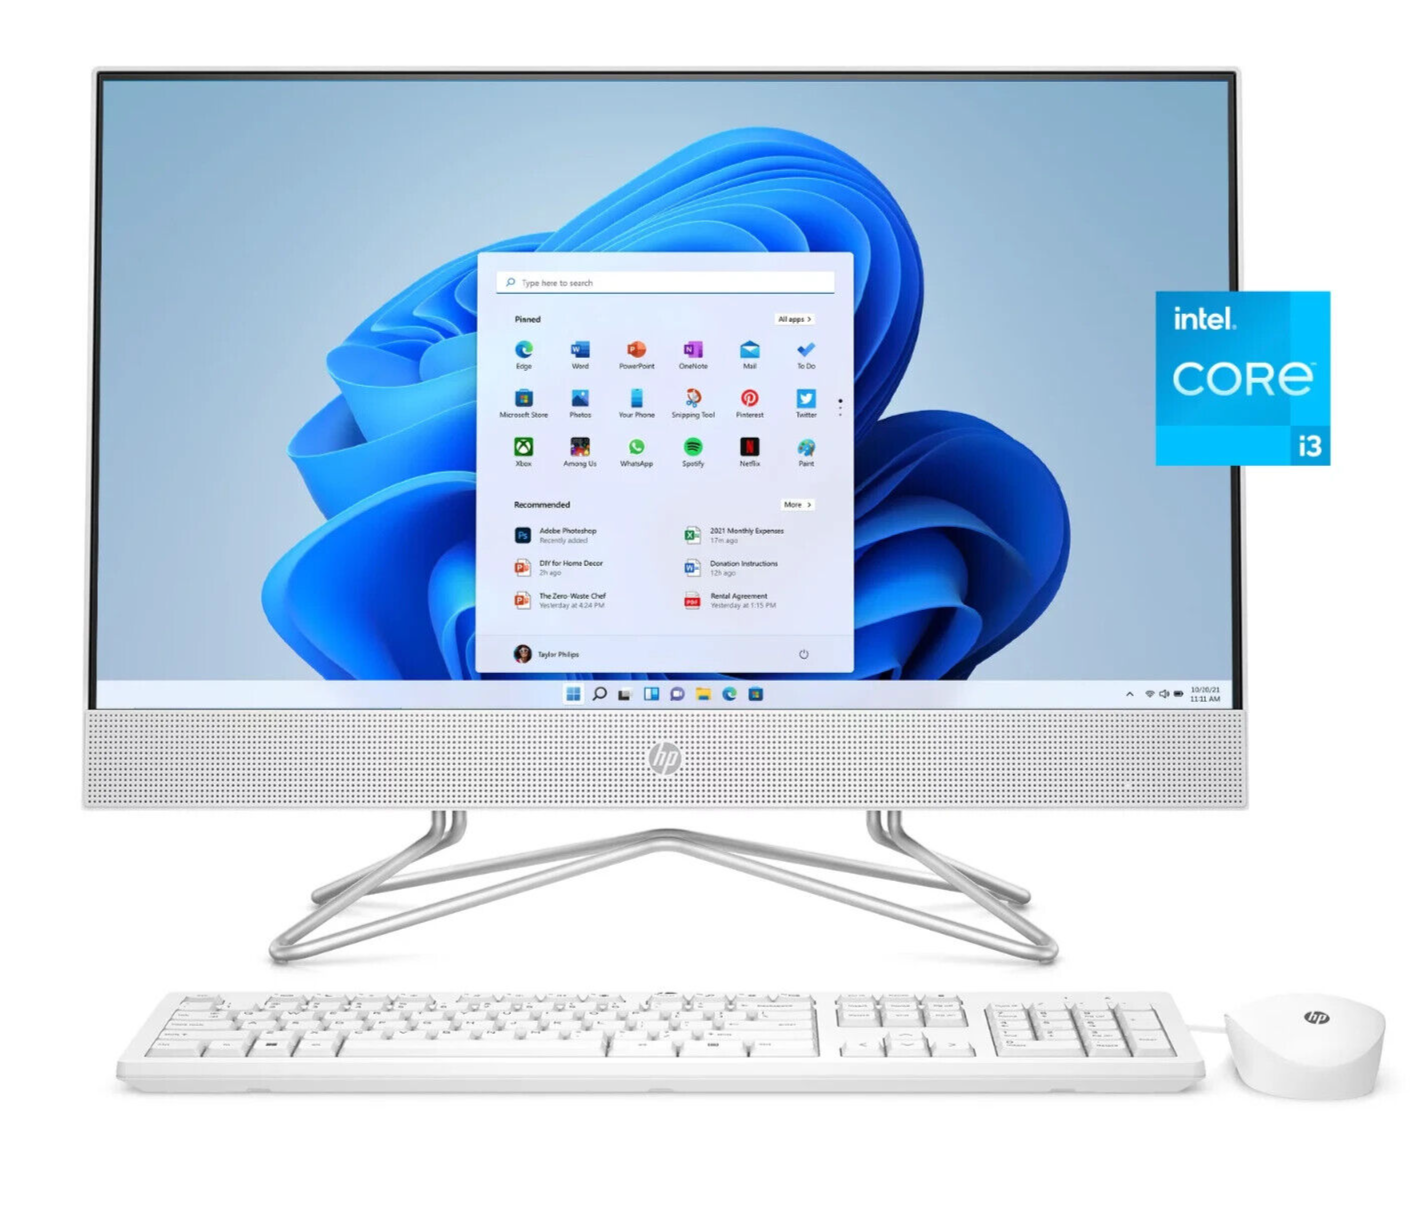 Type here to search
Pinned
All apps >
Edge
Word
PowerPoint
OneNote
Mail
To Do
Microsoft Store
Photos
Your Phone
Snipping Tool
Pinterest
Twitter
Xbox
Among Us
WhatsApp
Spotify
Netflix
Paint
Recommended
More >
Adobe Photoshop
Recently added
2021 Monthly Expenses
17m ago
DIY for Home Decor
2h ago
Donation Instructions
12h ago
The Zero-Waste Chef
Yesterday at 4:24 PM
Rental Agreement
Yesterday at 1:15 PM
Taylor Philips
10/20/21
11:11 AM
intel.
CORE™
i3
hp
hp